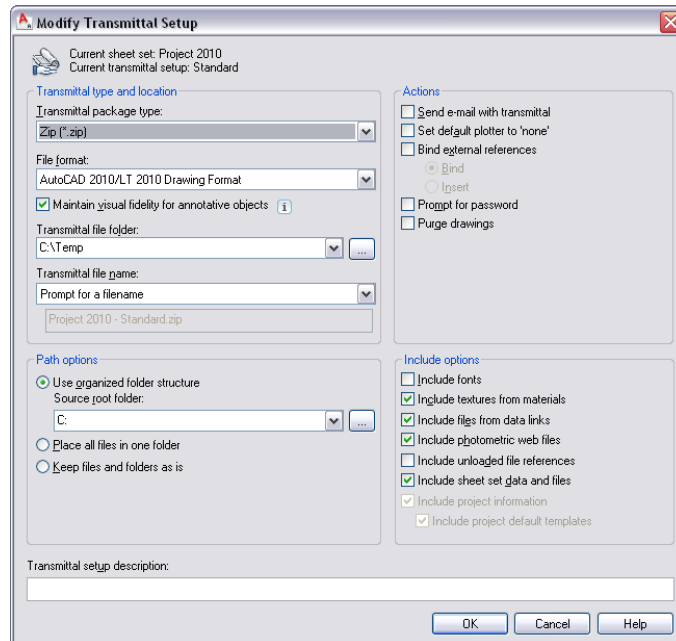 Modify Transmittal Setup
Current sheet set: Project 2010
Current transmittal setup: Standard
Transmittal type and location
Transmittal package type:
Zip (*.zip)
File format:
AutoCAD 2010/LT 2010 Drawing Format
Maintain visual fidelity for annotative objects
Transmittal file folder:
C:\Temp
...
Transmittal file name:
Prompt for a filename
Project 2010 - Standard.zip
Actions
Send e-mail with transmittal
Set default plotter to 'none'
Bind external references
Bind
Insert
Prompt for password
Purge drawings
Path options
Use organized folder structure
Source root folder:
C:
...
Place all files in one folder
Keep files and folders as is
Include options
Include fonts
Include textures from materials
Include files from data links
Include photometric web files
Include unloaded file references
Include sheet set data and files
Include project information
Include project default templates
Transmittal setup description:
OK
Cancel
Help